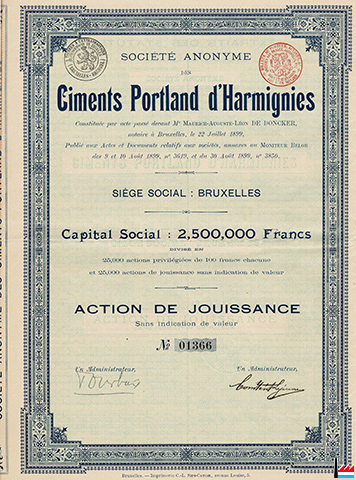 SOCIÉTÉ ANONYME
DES
Ciments Portland d'Harmignies
Constituée par acte passé devant Me MAURICE-AUGUSTE-LÉON DE DONCKER,
notaire à Bruxelles, le 22 Juillet 1899,
Publié aux Actes et Documents relatifs aux sociétés, annexes au MONITEUR BELGE
des 9 et 10 Août 1899, no 3649, et du 30 Août 1899, no 3856.
SIÈGE SOCIAL : BRUXELLES
Capital Social : 2,500,000 Francs
DIVISÉ EN
25,000 actions privilégiées de 100 francs chacune
et 25,000 actions de jouissance sans indication de valeur
ACTION DE JOUISSANCE
Sans indication de valeur
No 01366
Un Administrateur,
Un Administrateur,
Bruxelles. — Imprimerie